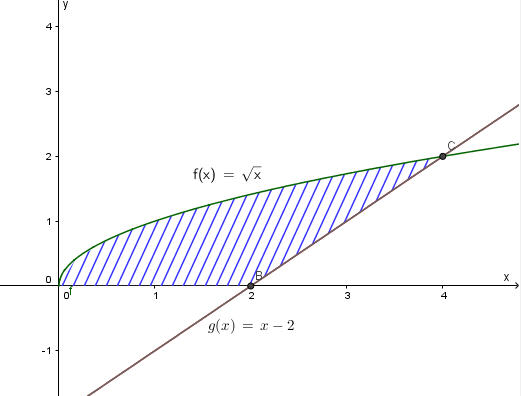 y
4
3
2
1
0
-1
f(x) = √x
C
B
x
0
f
1
2
3
4
g(x) = x − 2